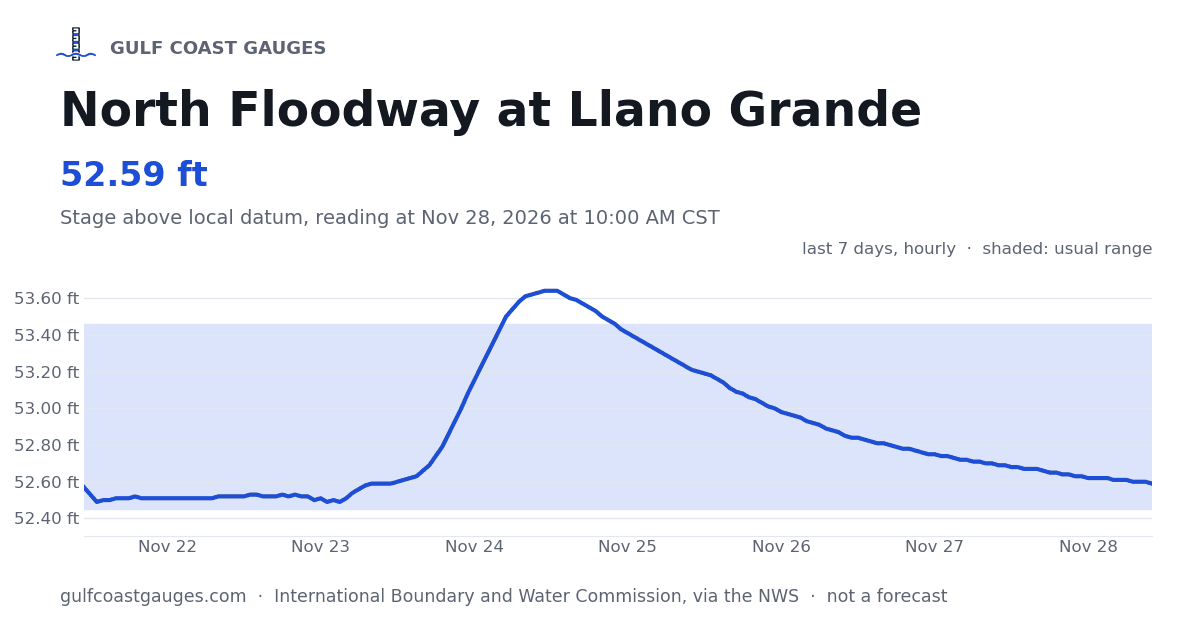 GULF COAST GAUGES
North Floodway at Llano Grande
52.59 ft
Stage above local datum, reading at Nov 28, 2026 at 10:00 AM CST
last 7 days, hourly · shaded: usual range
53.60 ft
53.40 ft
53.20 ft
53.00 ft
52.80 ft
52.60 ft
52.40 ft
Nov 22 Nov 23 Nov 24 Nov 25 Nov 26 Nov 27 Nov 28
gulfcoastgauges.com · International Boundary and Water Commission, via the NWS · not a forecast